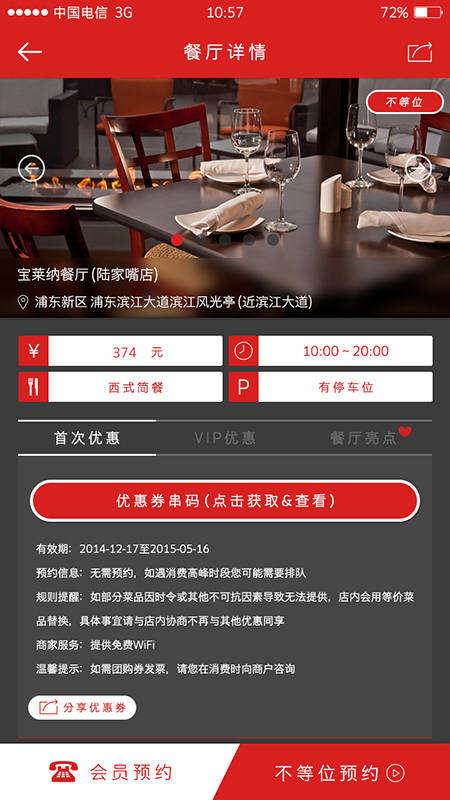 中国电信 3G 10:57 72%
餐厅详情
不等位
宝莱纳餐厅(陆家嘴店)
浦东新区 浦东滨江大道滨江风光亭(近滨江大道)
¥ 374 元 10:00~20:00
西式简餐 P 有停车位
首次优惠 VIP优惠 餐厅亮点
优惠券串码(点击获取&查看)
有效期：2014-12-17至2015-05-16
预约信息：无需预约，如遇消费高峰时段您可能需要排队
规则提醒：如部分菜品因时令或其他不可抗因素导致无法提供，店内会用等价菜
品替换，具体事宜请与店内协商不再与其他优惠同享
商家服务：提供免费WiFi
温馨提示：如需团购券发票，请您在消费时向商户咨询
分享优惠券
会员预约 不等位预约